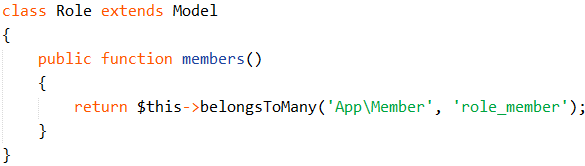 class Role extends Model
{
    public function members()
    {
        return $this->belongsToMany('App\Member', 'role_member');
    }
}